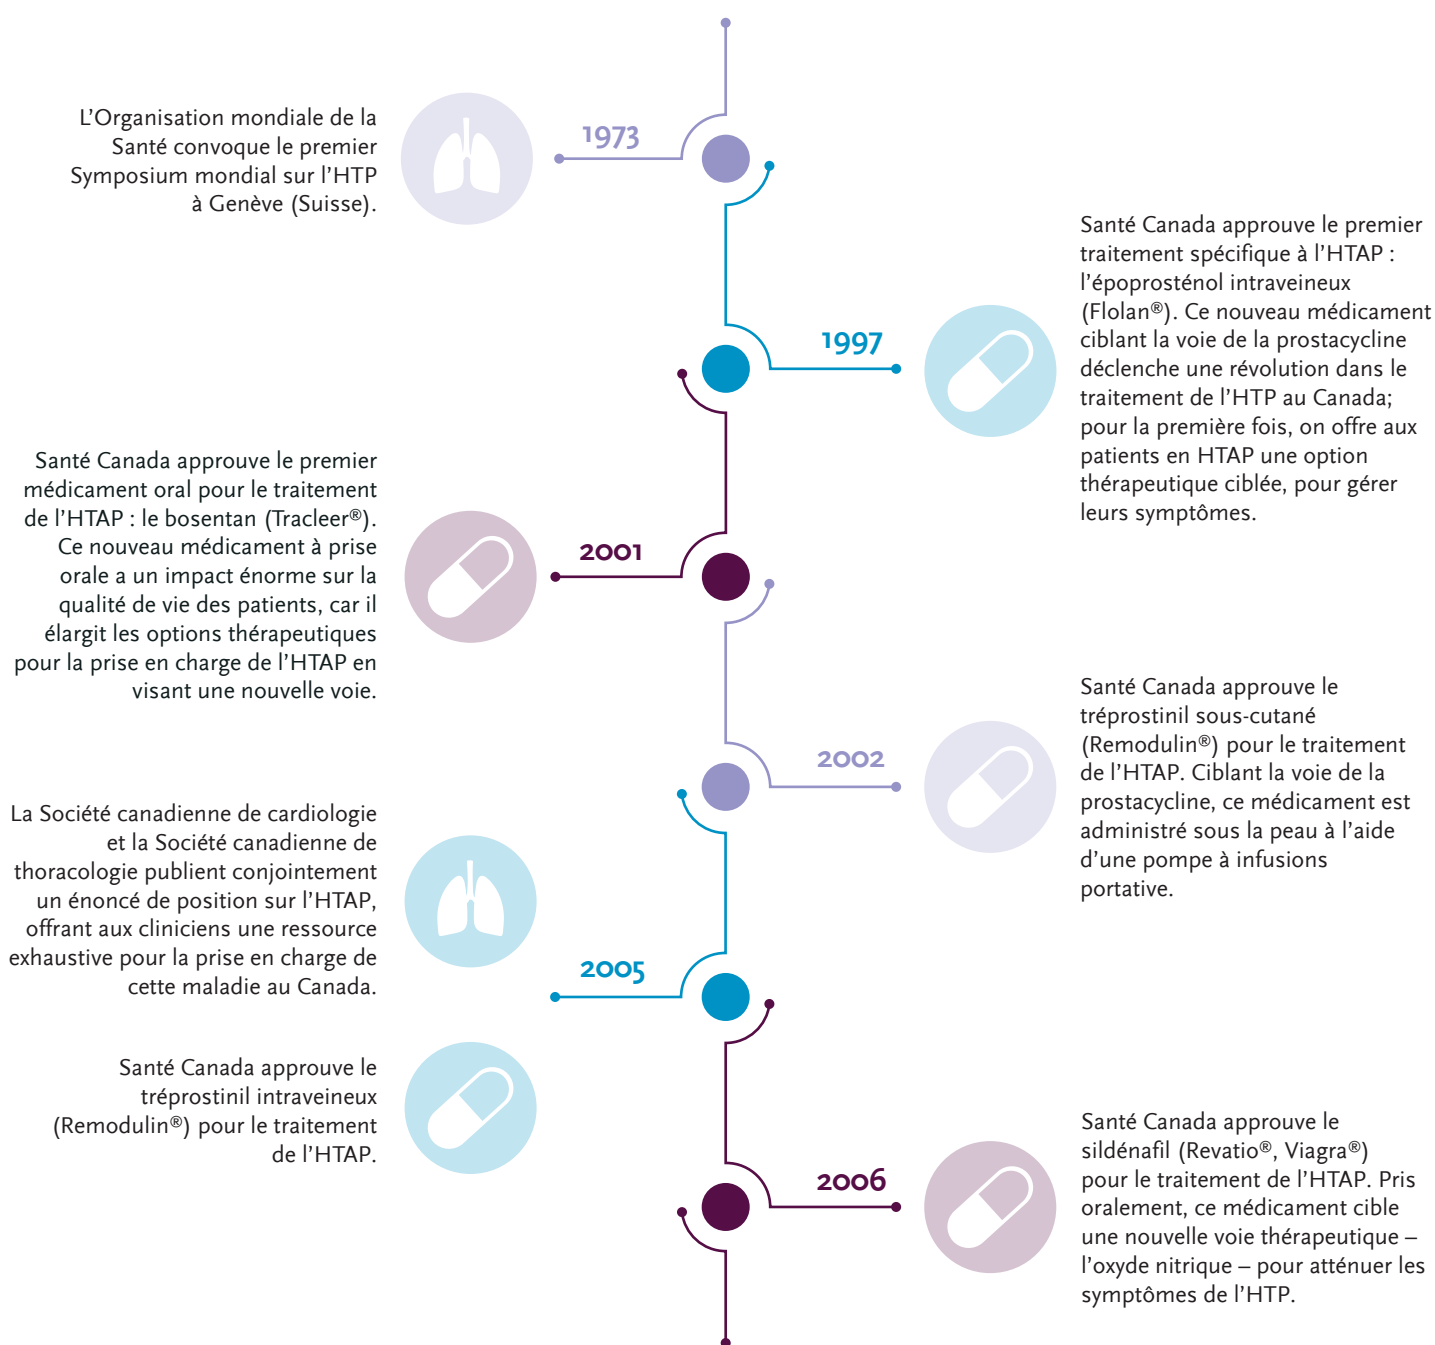 1973
L’Organisation mondiale de la
Santé convoque le premier
Symposium mondial sur l’HTP
à Genève (Suisse).
1997
Santé Canada approuve le premier
traitement spécifique à l’HTAP :
l’époprosténol intraveineux
(Flolan®). Ce nouveau médicament
ciblant la voie de la prostacycline
déclenche une révolution dans le
traitement de l’HTP au Canada;
pour la première fois, on offre aux
patients en HTAP une option
thérapeutique ciblée, pour gérer
leurs symptômes.
2001
Santé Canada approuve le premier
médicament oral pour le traitement
de l’HTAP : le bosentan (Tracleer®).
Ce nouveau médicament à prise
orale a un impact énorme sur la
qualité de vie des patients, car il
élargit les options thérapeutiques
pour la prise en charge de l’HTAP en
visant une nouvelle voie.
2002
Santé Canada approuve le
tréprostinil sous-cutané
(Remodulin®) pour le traitement
de l’HTAP. Ciblant la voie de la
prostacycline, ce médicament est
administré sous la peau à l’aide
d’une pompe à infusions
portative.
2005
La Société canadienne de cardiologie
et la Société canadienne de
thoracologie publient conjointement
un énoncé de position sur l’HTAP,
offrant aux cliniciens une ressource
exhaustive pour la prise en charge de
cette maladie au Canada.
Santé Canada approuve le
tréprostinil intraveineux
(Remodulin®) pour le traitement
de l’HTAP.
2006
Santé Canada approuve le
sildénafil (Revatio®, Viagra®)
pour le traitement de l’HTAP. Pris
oralement, ce médicament cible
une nouvelle voie thérapeutique –
l’oxyde nitrique – pour atténuer les
symptômes de l’HTP.